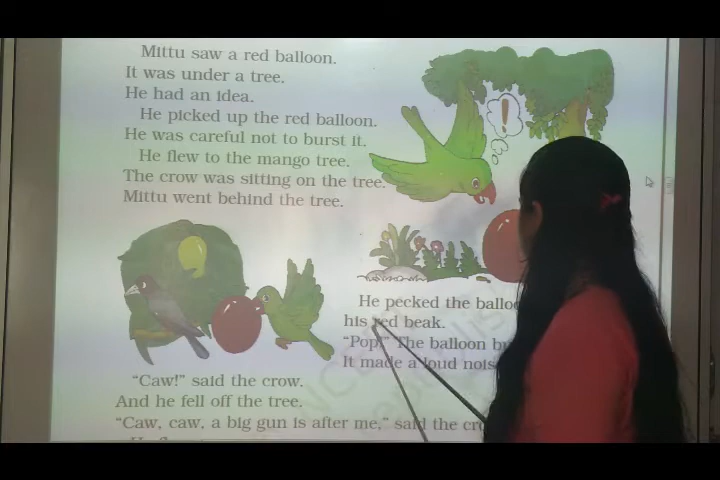 Mittu saw a red balloon.
It was under a tree.
He had an idea.
He picked up the red balloon.
He was careful not to burst it.
He flew to the mango tree.
The crow was sitting on the tree.
Mittu went behind the tree.
!
He pecked the
his red beak.
"Pop!" The balloon
It made a loud
"Caw!" said the crow.
And he fell off the tree.
"Caw, caw, a big gun is after me," said the